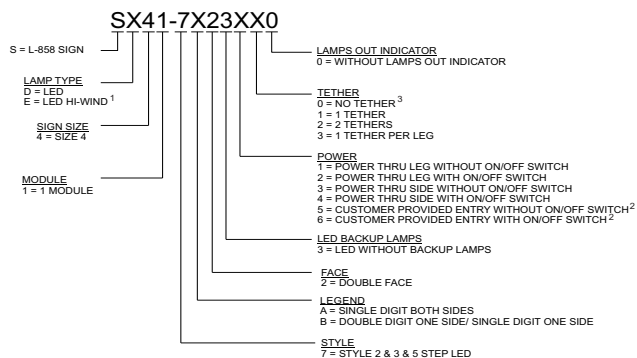 SX41-7X23XX0
S = L-858 SIGN
LAMP TYPE
D = LED
E = LED HI-WIND 1
SIGN SIZE
4 = SIZE 4
MODULE
1 = 1 MODULE
LAMPS OUT INDICATOR
0 = WITHOUT LAMPS OUT INDICATOR
TETHER
0 = NO TETHER 3
1 = 1 TETHER
2 = 2 TETHERS
3 = 1 TETHER PER LEG
POWER
1 = POWER THRU LEG WITHOUT ON/OFF SWITCH
2 = POWER THRU LEG WITH ON/OFF SWITCH
3 = POWER THRU SIDE WITHOUT ON/OFF SWITCH
4 = POWER THRU SIDE WITH ON/OFF SWITCH
5 = CUSTOMER PROVIDED ENTRY WITHOUT ON/OFF SWITCH 2
6 = CUSTOMER PROVIDED ENTRY WITH ON/OFF SWITCH 2
LED BACKUP LAMPS
3 = LED WITHOUT BACKUP LAMPS
FACE
2 = DOUBLE FACE
LEGEND
A = SINGLE DIGIT BOTH SIDES
B = DOUBLE DIGIT ONE SIDE/ SINGLE DIGIT ONE SIDE
STYLE
7 = STYLE 2 & 3 & 5 STEP LED